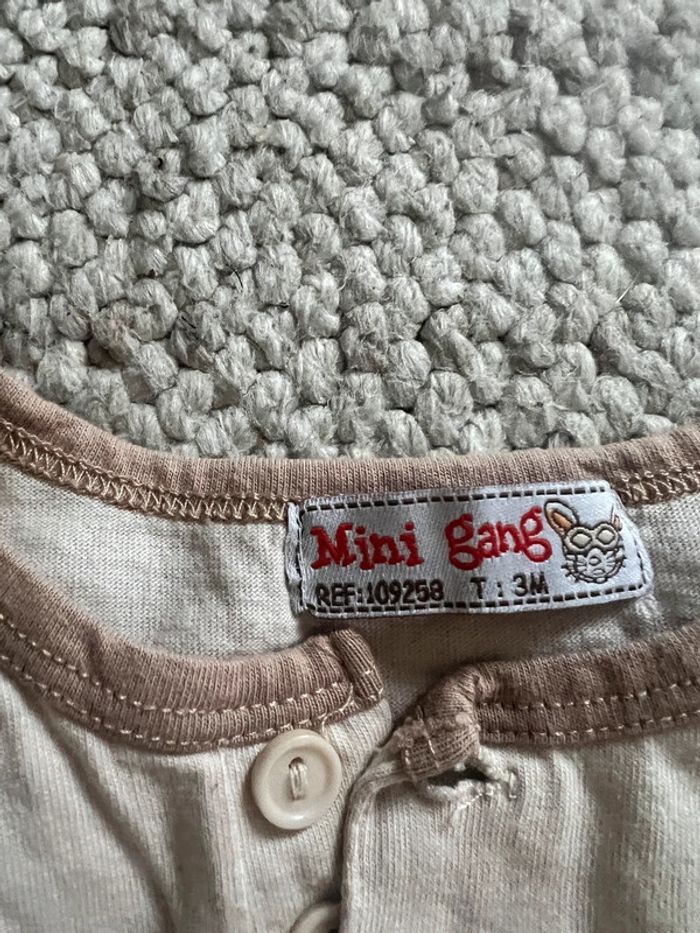 Mini gang
REF:109258 T : 3M